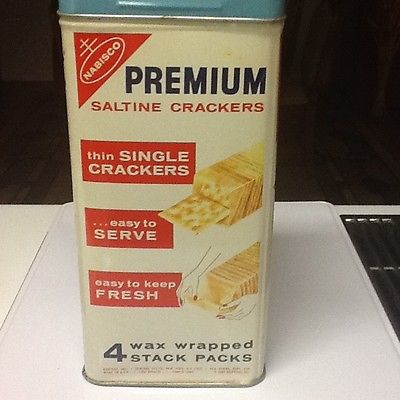 NABISCO
PREMIUM
SALTINE CRACKERS
thin SINGLE
CRACKERS
...easy to
SERVE
easy to keep
FRESH
4 wax wrapped
STACK PACKS